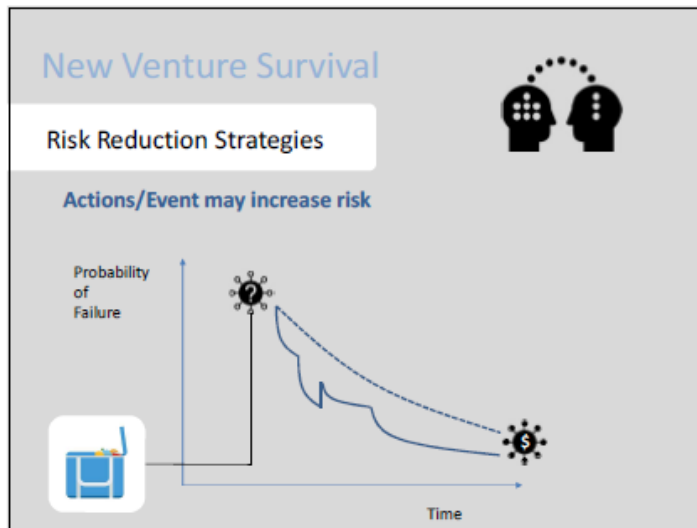 New Venture Survival
Risk Reduction Strategies
Actions/Event may increase risk
Probability
of
Failure
?
$
Time